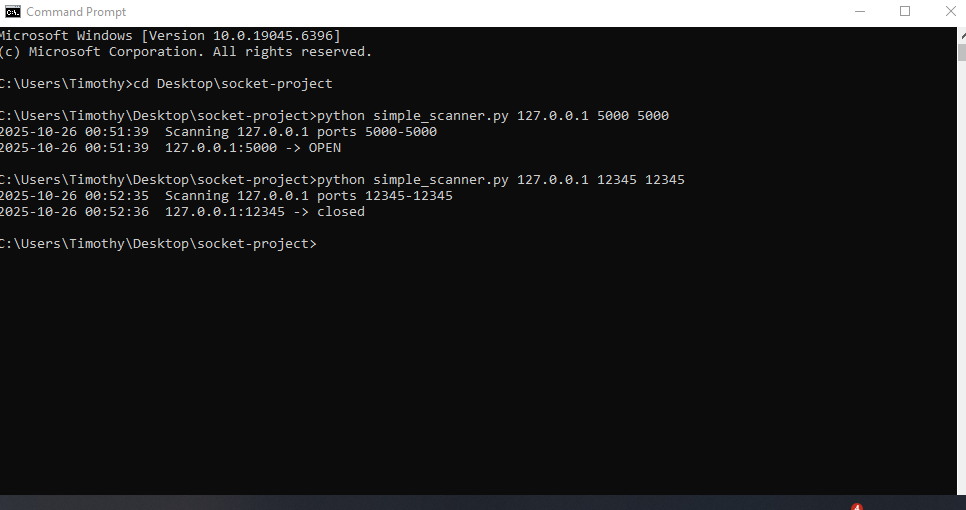 Command Prompt
Microsoft Windows [Version 10.0.19045.6396]
(c) Microsoft Corporation. All rights reserved.
C:\Users\Timothy>cd Desktop\socket-project
C:\Users\Timothy\Desktop\socket-project>python simple_scanner.py 127.0.0.1 5000 5000
2025-10-26 00:51:39  Scanning 127.0.0.1 ports 5000-5000
2025-10-26 00:51:39  127.0.0.1:5000 -> OPEN
C:\Users\Timothy\Desktop\socket-project>python simple_scanner.py 127.0.0.1 12345 12345
2025-10-26 00:52:35  Scanning 127.0.0.1 ports 12345-12345
2025-10-26 00:52:36  127.0.0.1:12345 -> closed
C:\Users\Timothy\Desktop\socket-project>
4